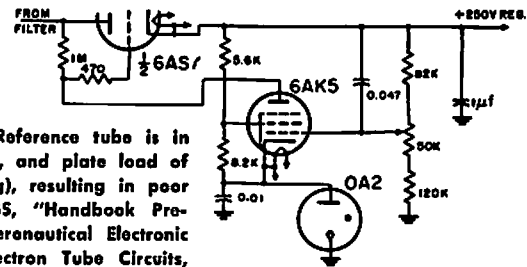 FROM
FILTER
+250V REG.
1M
470
½ 6AS7
5.6K
6AK5
82K
0.047
1µf
50K
8.2K
0.01
0A2
120K
Reference tube is in
, and plate load of
g), resulting in poor
S, "Handbook Pre-
eronautical Electronic
ectron Tube Circuits,